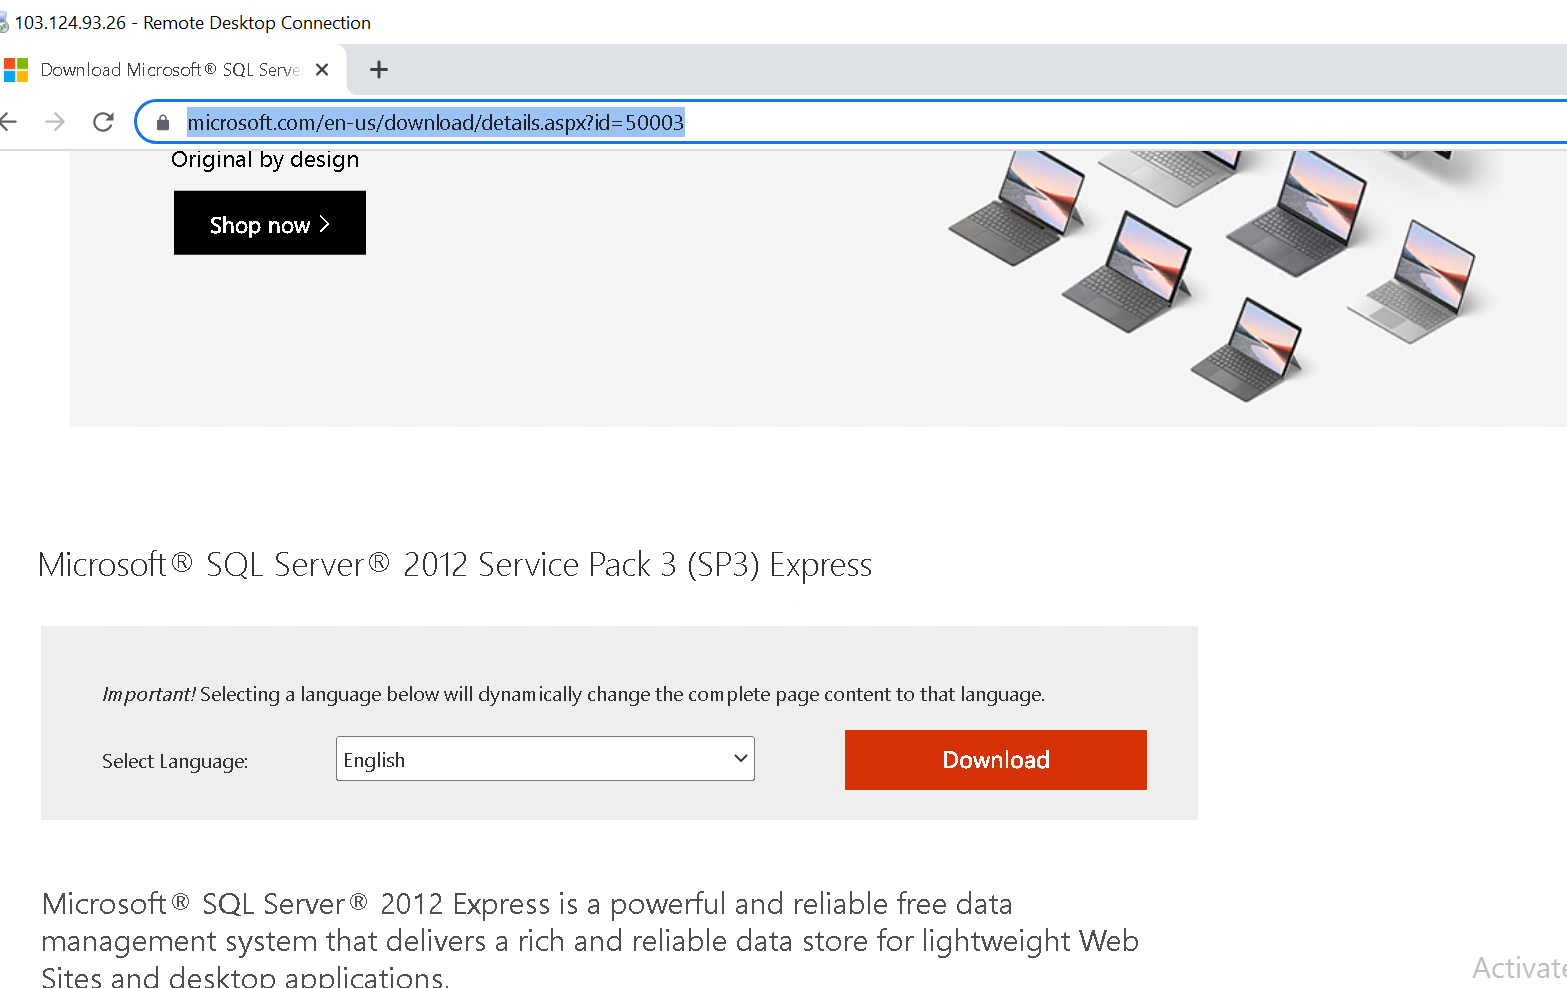 103.124.93.26 - Remote Desktop Connection
Download Microsoft® SQL Serve
microsoft.com/en-us/download/details.aspx?id=50003
Original by design
Shop now
Microsoft® SQL Server® 2012 Service Pack 3 (SP3) Express
Important! Selecting a language below will dynamically change the complete page content to that language.
Select Language:
English
Download
Microsoft® SQL Server® 2012 Express is a powerful and reliable free data
management system that delivers a rich and reliable data store for lightweight Web
Sites and desktop applications.
Activate